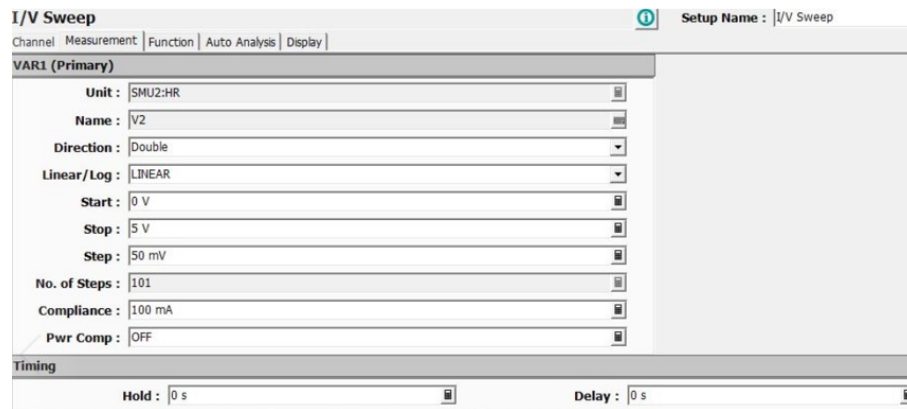 I/V Sweep Setup Name : I/V Sweep
Channel Measurement Function Auto Analysis Display
VAR1 (Primary)
Unit : SMU2:HR
Name : V2
Direction : Double
Linear/Log : LINEAR
Start : 0 V
Stop : 5 V
Step : 50 mV
No. of Steps : 101
Compliance : 100 mA
Pwr Comp : OFF
Timing
Hold : 0 s Delay : 0 s